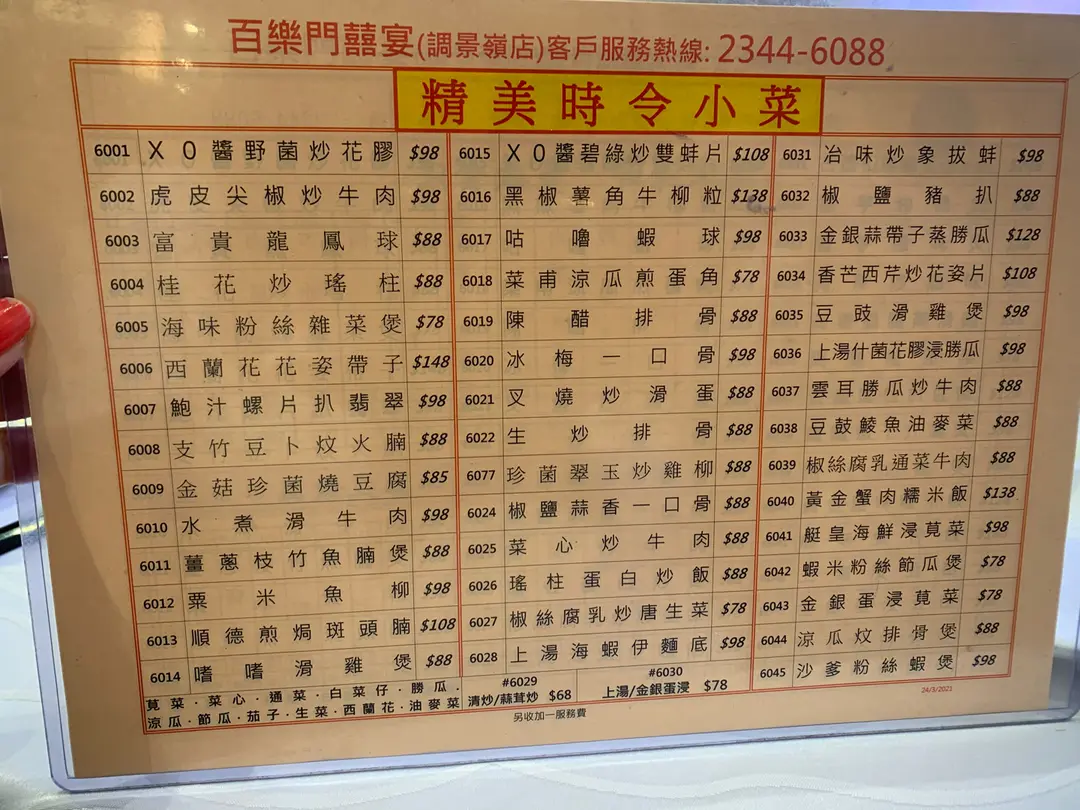 百樂門囍宴(調景嶺店)客戶服務熱線: 2344-6088
精美時令小菜
6001 XO醬野菌炒花膠 $98
6002 虎皮尖椒炒牛肉 $98
6003 富貴龍鳳球 $88
6004 桂花炒瑤柱 $88
6005 海味粉絲雜菜煲 $78
6006 西蘭花花姿帶子 $148
6007 鮑汁螺片扒翡翠 $98
6008 支竹豆卜炆火腩 $88
6009 金菇珍菌燒豆腐 $85
6010 水煮滑牛肉 $98
6011 薑蔥枝竹魚腩煲 $88
6012 粟米魚柳 $98
6013 順德煎焗斑頭腩 $108
6014 嗜嗜滑雞煲 $88
6015 XO醬碧綠炒雙蚌片 $108
6016 黑椒薯角牛柳粒 $138
6017 咕嚕蝦球 $98
6018 菜甫涼瓜煎蛋角 $78
6019 陳醋排骨 $88
6020 冰梅一口骨 $98
6021 叉燒炒滑蛋 $88
6022 生炒排骨 $88
6077 珍菌翠玉炒雞柳 $88
6024 椒鹽蒜香一口骨 $88
6025 菜心炒牛肉 $88
6026 瑤柱蛋白炒飯 $88
6027 椒絲腐乳炒唐生菜 $78
6028 上湯海蝦伊麵底 $98
6031 冶味炒象拔蚌 $98
6032 椒鹽豬扒 $88
6033 金銀蒜帶子蒸勝瓜 $128
6034 香芒西芹炒花姿片 $108
6035 豆豉滑雞煲 $98
6036 上湯什菌花膠浸勝瓜 $98
6037 雲耳勝瓜炒牛肉 $88
6038 豆鼓鯪魚油麥菜 $88
6039 椒絲腐乳通菜牛肉 $88
6040 黃金蟹肉糯米飯 $138
6041 艇皇海鮮浸莧菜 $98
6042 蝦米粉絲節瓜煲 $78
6043 金銀蛋浸莧菜 $78
6044 涼瓜炆排骨煲 $88
6045 沙爹粉絲蝦煲 $98
莧菜·菜心·通菜·白菜仔·勝瓜·
涼瓜·節瓜·茄子·生菜·西蘭花·油麥菜
#6029
清炒/蒜茸炒 $68
#6030
上湯/金銀蛋浸 $78
24/3/2021
另收加一服務費